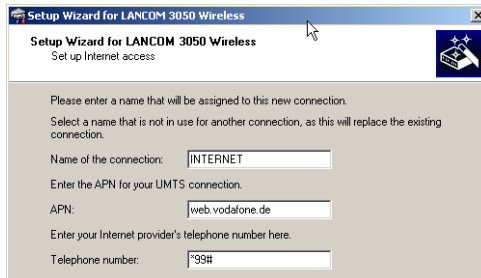 Setup Wizard for LANCOM 3050 Wireless
Setup Wizard for LANCOM 3050 Wireless
Set up Internet access
Please enter a name that will be assigned to this new connection.
Select a name that is not in use for another connection, as this will replace the existing
connection.
Name of the connection: INTERNET
Enter the APN for your UMTS connection.
APN: web.vodafone.de
Enter your Internet provider's telephone number here.
Telephone number: *99#